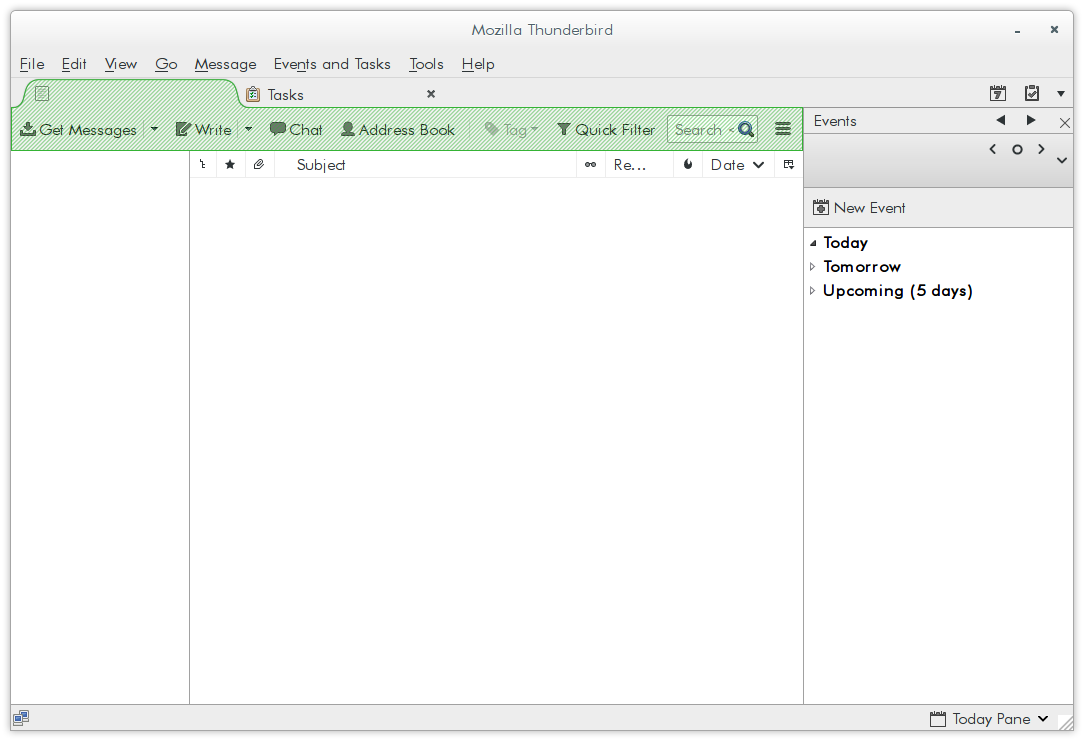 Mozilla Thunderbird
File Edit View Go Message Events and Tasks Tools Help
Tasks
7
Get Messages Write Chat Address Book Tag Quick Filter Search <
Events
Subject Re... Date
New Event
Today
Tomorrow
Upcoming (5 days)
Today Pane